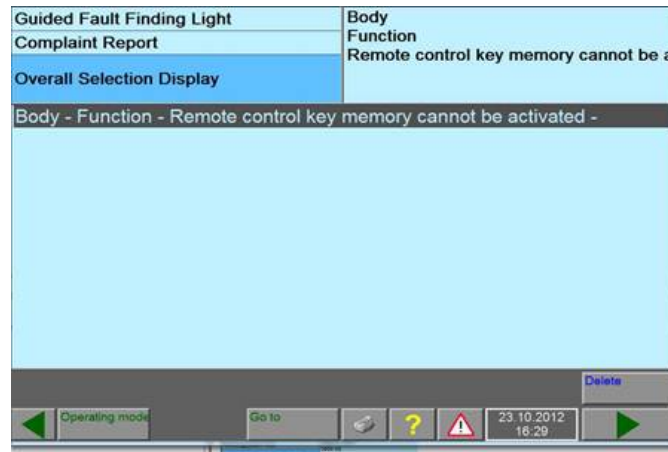 Guided Fault Finding Light
Complaint Report
Overall Selection Display
Body
Function
Remote control key memory cannot be a
Body - Function - Remote control key memory cannot be activated -
Delete
Operating mode
Go to
?
23.10.2012
16:29